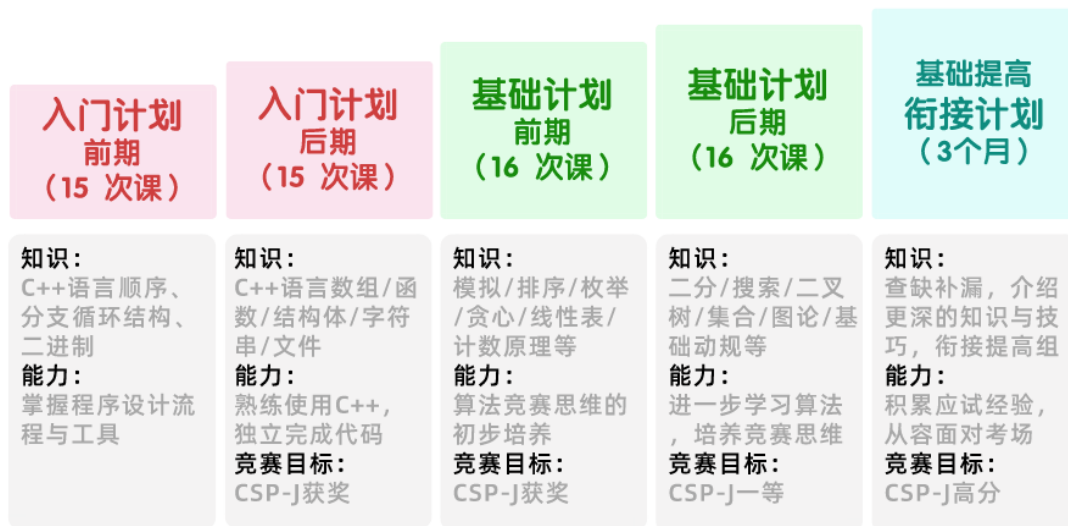 入门计划
前期
（15 次课）
知识：
C++语言顺序、
分支循环结构、
二进制
能力：
掌握程序设计流
程与工具
入门计划
后期
（15 次课）
知识：
C++语言数组/函
数/结构体/字符
串/文件
能力：
熟练使用C++，
独立完成代码
竞赛目标：
CSP-J获奖
基础计划
前期
（16 次课）
知识：
模拟/排序/枚举
/贪心/线性表/
计数原理等
能力：
算法竞赛思维的
初步培养
竞赛目标：
CSP-J获奖
基础计划
后期
（16 次课）
知识：
二分/搜索/二叉
树/集合/图论/基
础动规等
能力：
进一步学习算法
，培养竞赛思维
竞赛目标：
CSP-J一等
基础提高
衔接计划
（3个月）
知识：
查缺补漏，介绍
更深的知识与技
巧，衔接提高组
能力：
积累应试经验，
从容面对考场
竞赛目标：
CSP-J高分